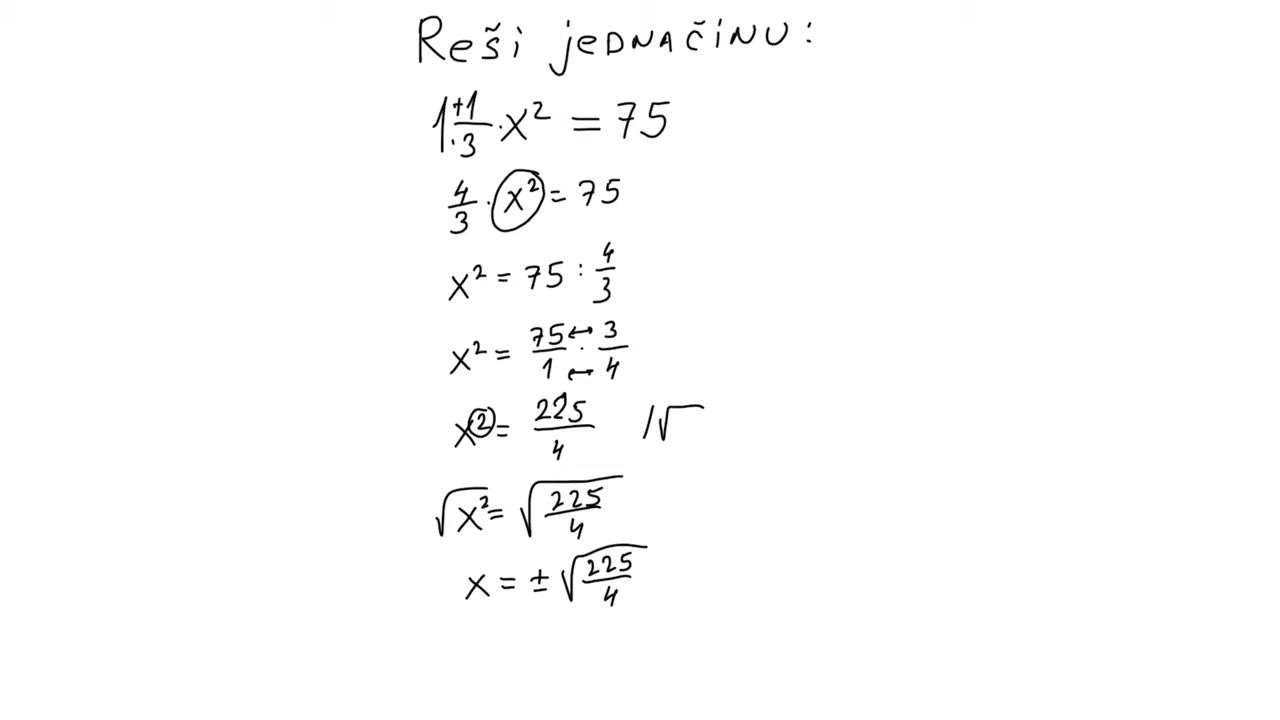 Reši jednačinu:
1 +1/·3 · x² = 75
4/3 · x² = 75
x² = 75 : 4/3
x² = 75/1 ↔ ↔ · 3/4
x² = 225/4 /√
√x² = √225/4
x = ± √225/4